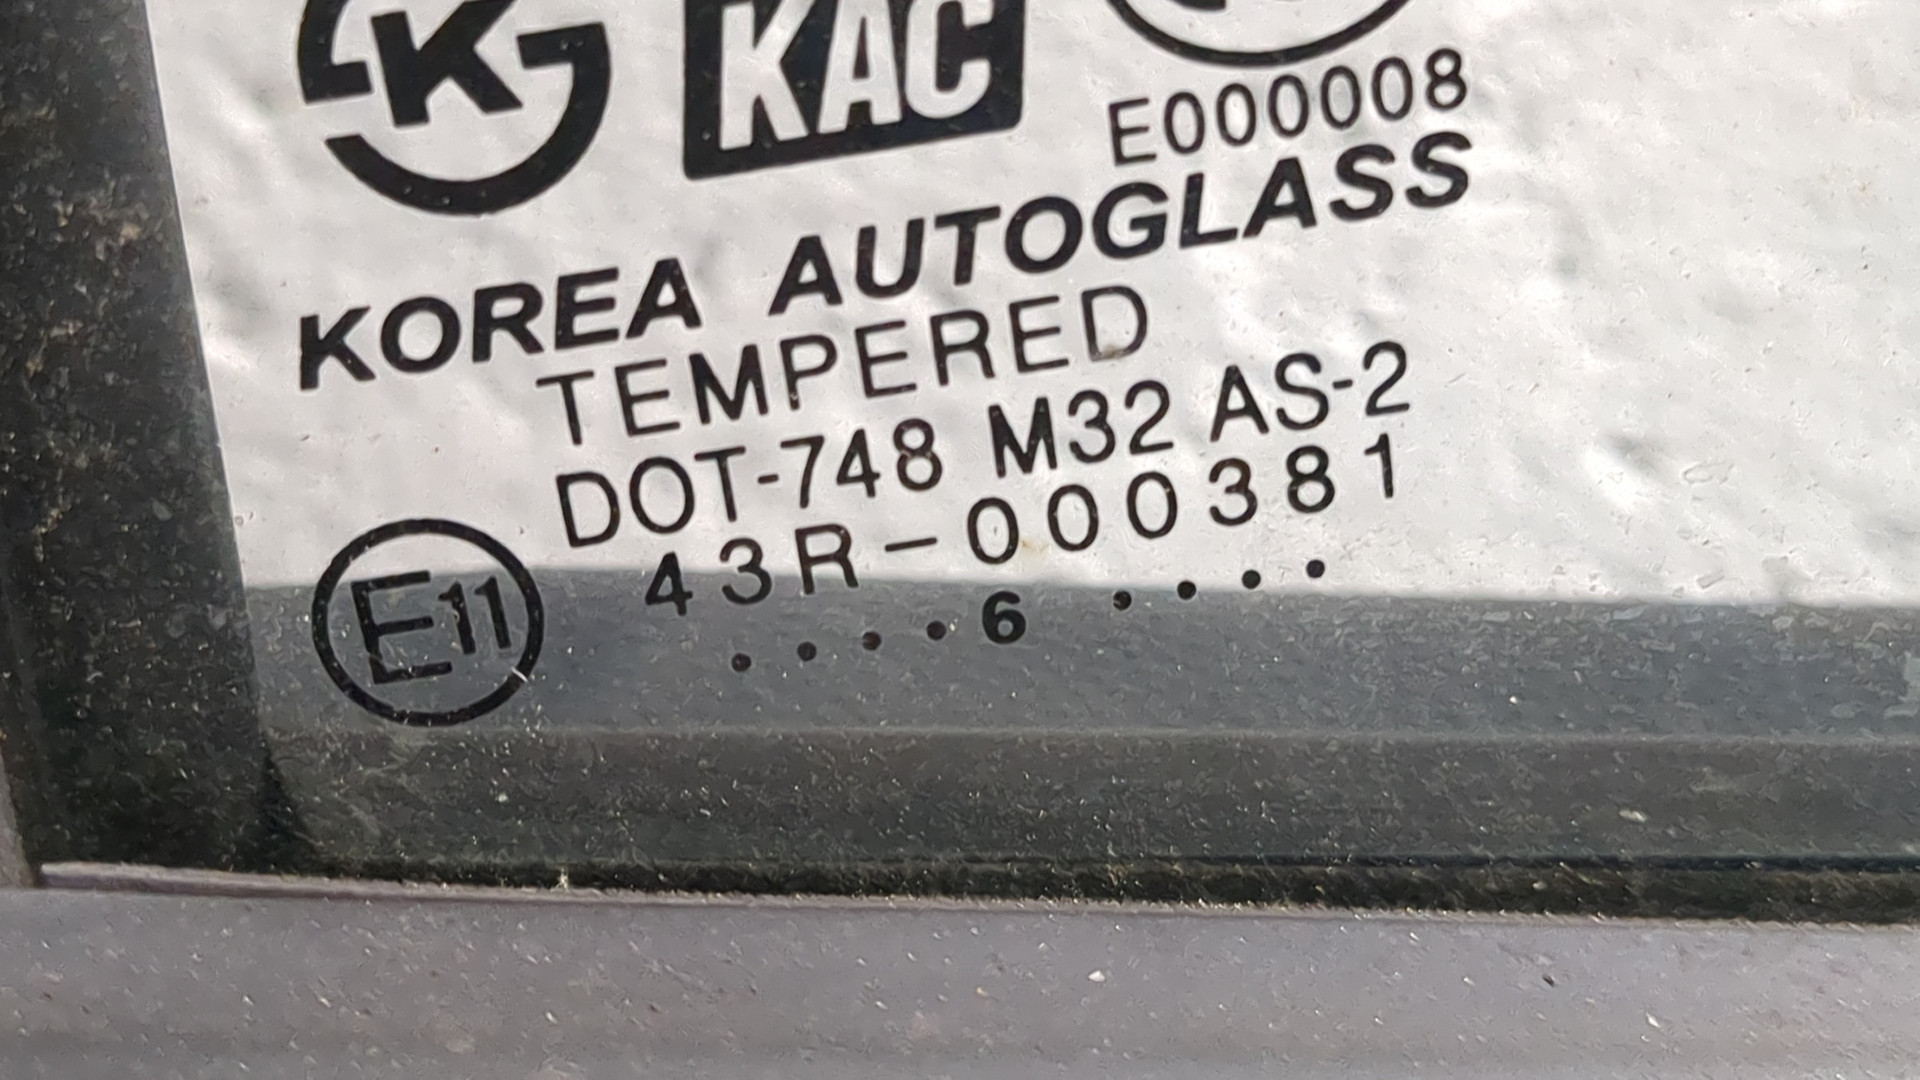 K KAC
E000008
KOREA AUTOGLASS
TEMPERED
DOT-748 M32 AS-2
43R-000381
E11
....6 ....